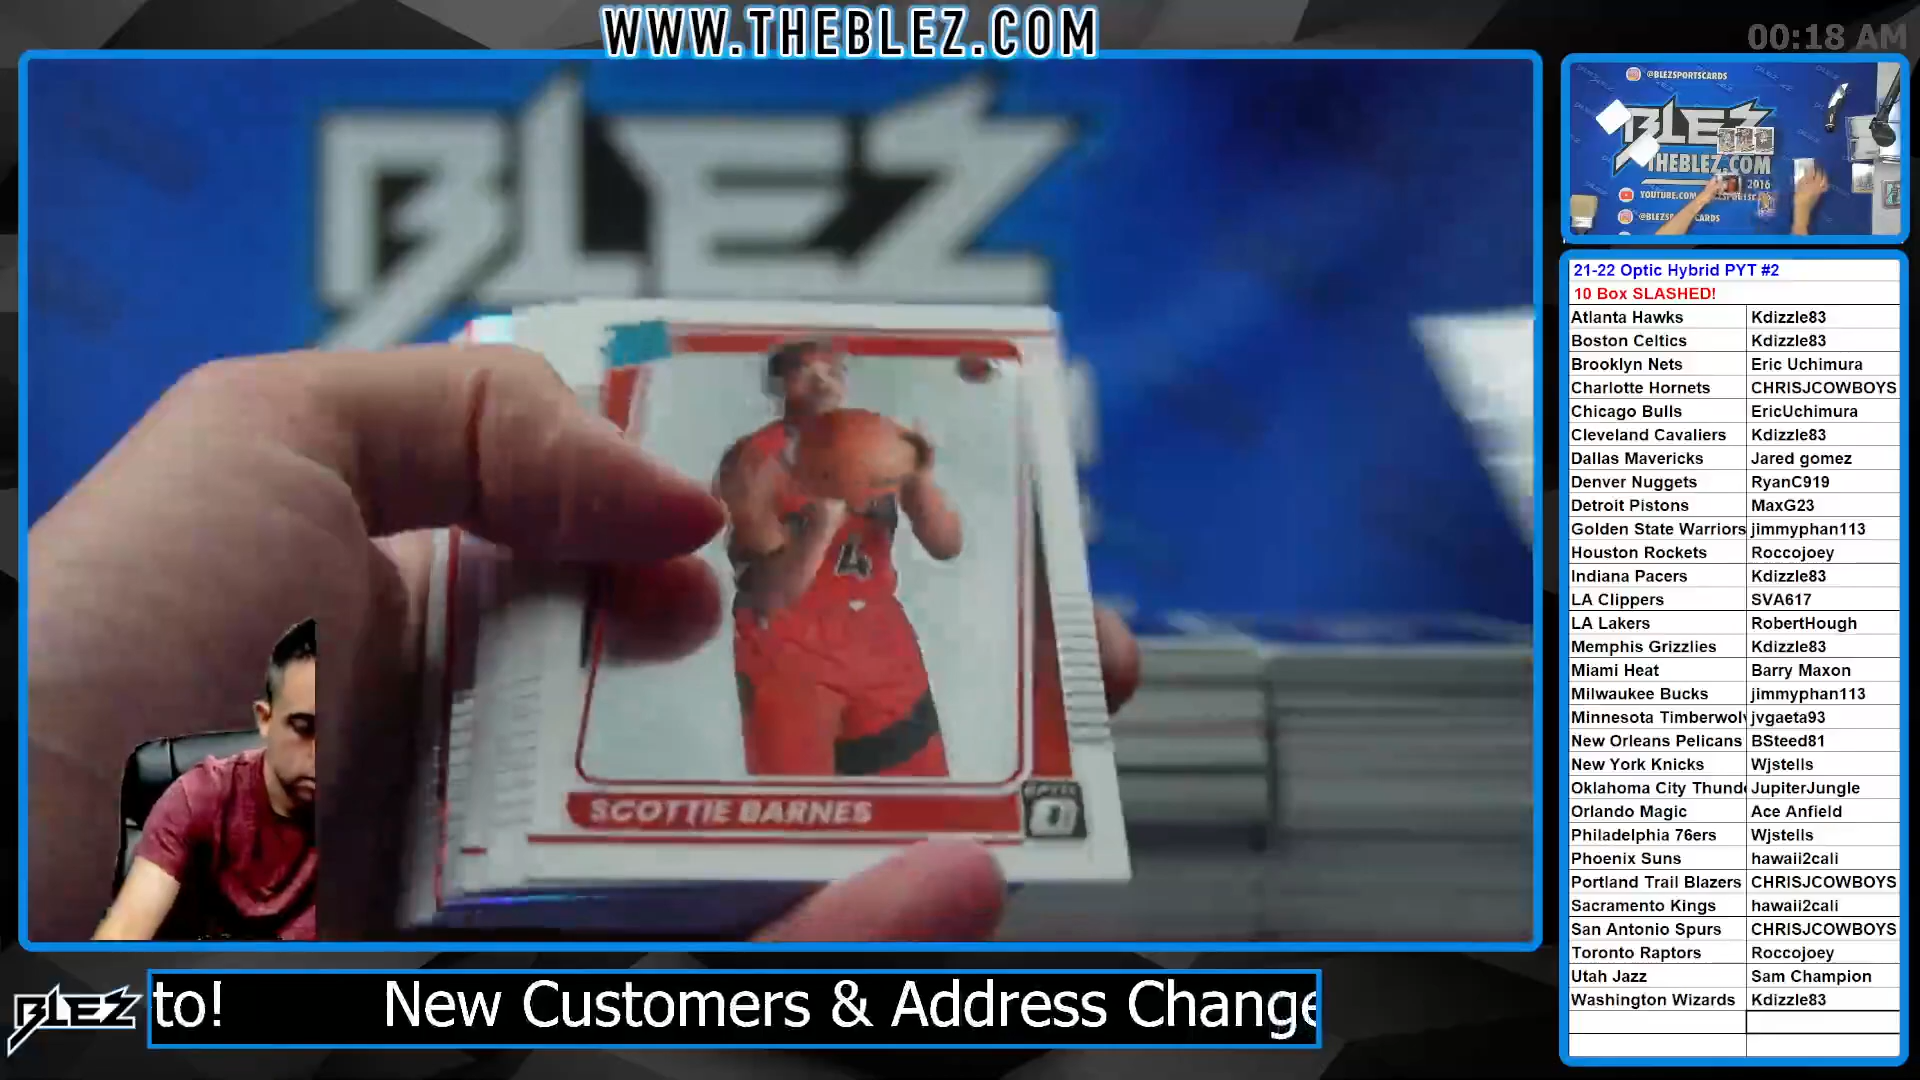 WWW.THEBLEZ.COM
00:18 AM
BLEZ
@BLEZSPORTSCARDS
BLEZ
THEBLEZ.COM
2016
21-22 Optic Hybrid PYT #2
10 Box SLASHED!
Atlanta Hawks Kdizzle83
Boston Celtics Kdizzle83
Brooklyn Nets Eric Uchimura
Charlotte Hornets CHRISJCOWBOYS
Chicago Bulls EricUchimura
Cleveland Cavaliers Kdizzle83
Dallas Mavericks Jared gomez
Denver Nuggets RyanC919
Detroit Pistons MaxG23
Golden State Warriors jimmyphan113
Houston Rockets Roccojoey
Indiana Pacers Kdizzle83
LA Clippers SVA617
LA Lakers RobertHough
Memphis Grizzlies Kdizzle83
Miami Heat Barry Maxon
Milwaukee Bucks jimmyphan113
Minnesota Timberwol jvgaeta93
New Orleans Pelicans BSteed81
New York Knicks Wjstells
Oklahoma City Thund JupiterJungle
Orlando Magic Ace Anfield
Philadelphia 76ers Wjstells
Phoenix Suns hawaii2cali
Portland Trail Blazers CHRISJCOWBOYS
Sacramento Kings hawaii2cali
San Antonio Spurs CHRISJCOWBOYS
Toronto Raptors Roccojoey
Utah Jazz Sam Champion
Washington Wizards Kdizzle83
4
SCOTTIE BARNES
BLEZ
to! New Customers & Address Change